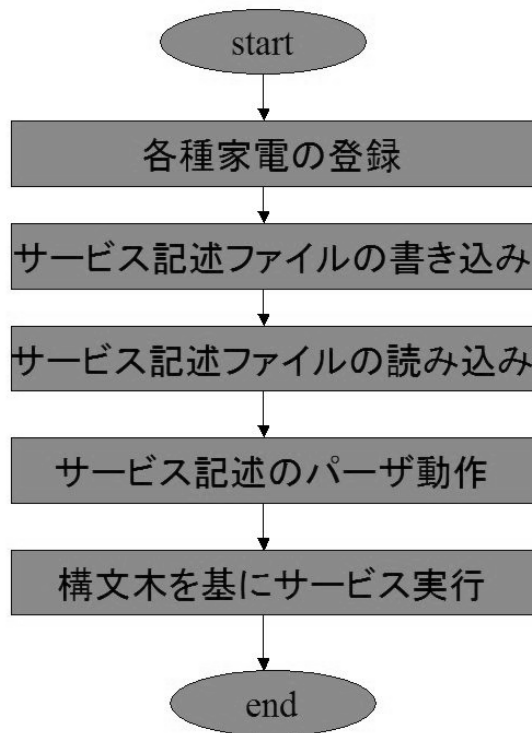 start
各種家電の登録
サービス記述ファイルの書き込み
サービス記述ファイルの読み込み
サービス記述のパーザ動作
構文木を基にサービス実行
end